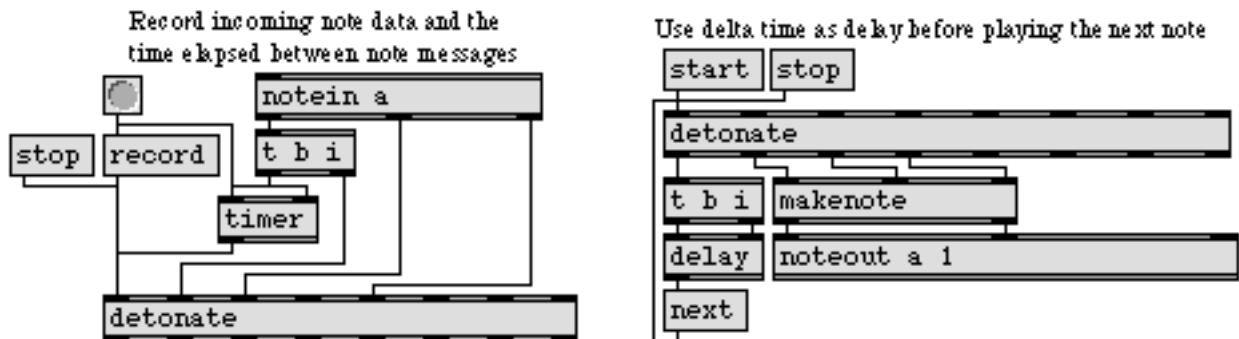 Record incoming note data and the
time elapsed between note messages
notein a
stop
record
t b i
timer
detonate
Use delta time as delay before playing the next note
start
stop
detonate
t b i
makenote
delay
noteout a 1
next